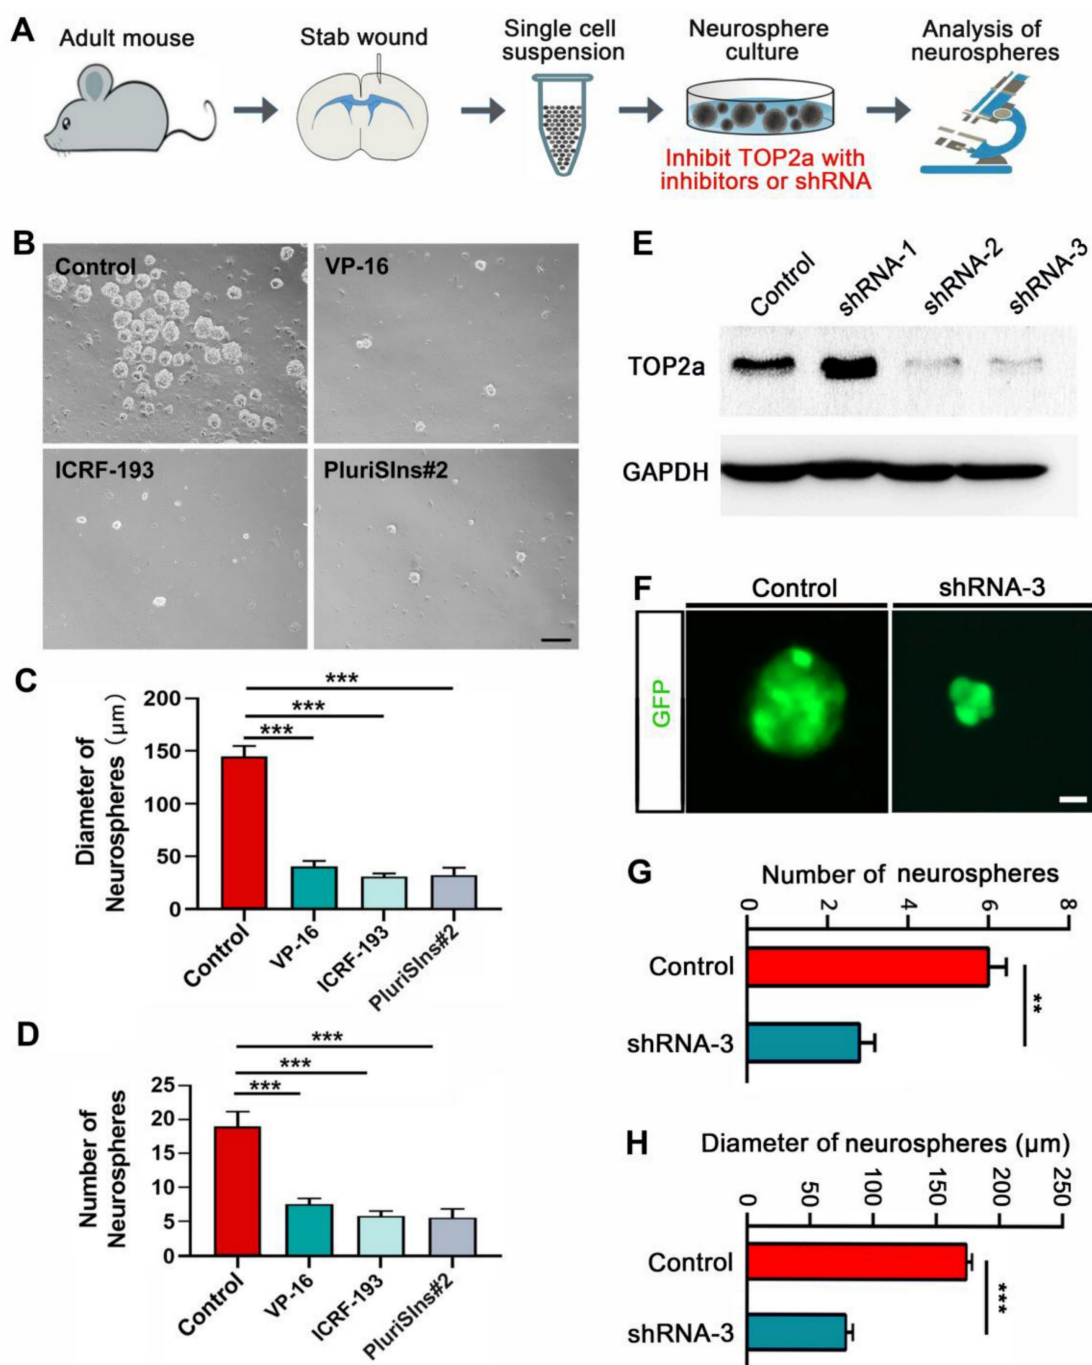 A
Adult mouse
Stab wound
Single cell
suspension
Neurosphere
culture
Analysis of
neurospheres
Inhibit TOP2a with
inhibitors or shRNA
B
Control
VP-16
ICRF-193
PluriSIns#2
C
***
***
***
Diameter of
Neurospheres (μm)
200
150
100
50
0
Control
VP-16
ICRF-193
PluriSIns#2
D
***
***
***
Number of
Neurospheres
25
20
15
10
5
0
Control
VP-16
ICRF-193
PluriSIns#2
E
Control
shRNA-1
shRNA-2
shRNA-3
TOP2a
GAPDH
F
Control
shRNA-3
GFP
G
Number of neurospheres
0
2
4
6
8
Control
shRNA-3
**
H
Diameter of neurospheres (μm)
0
50
100
150
200
250
Control
shRNA-3
***